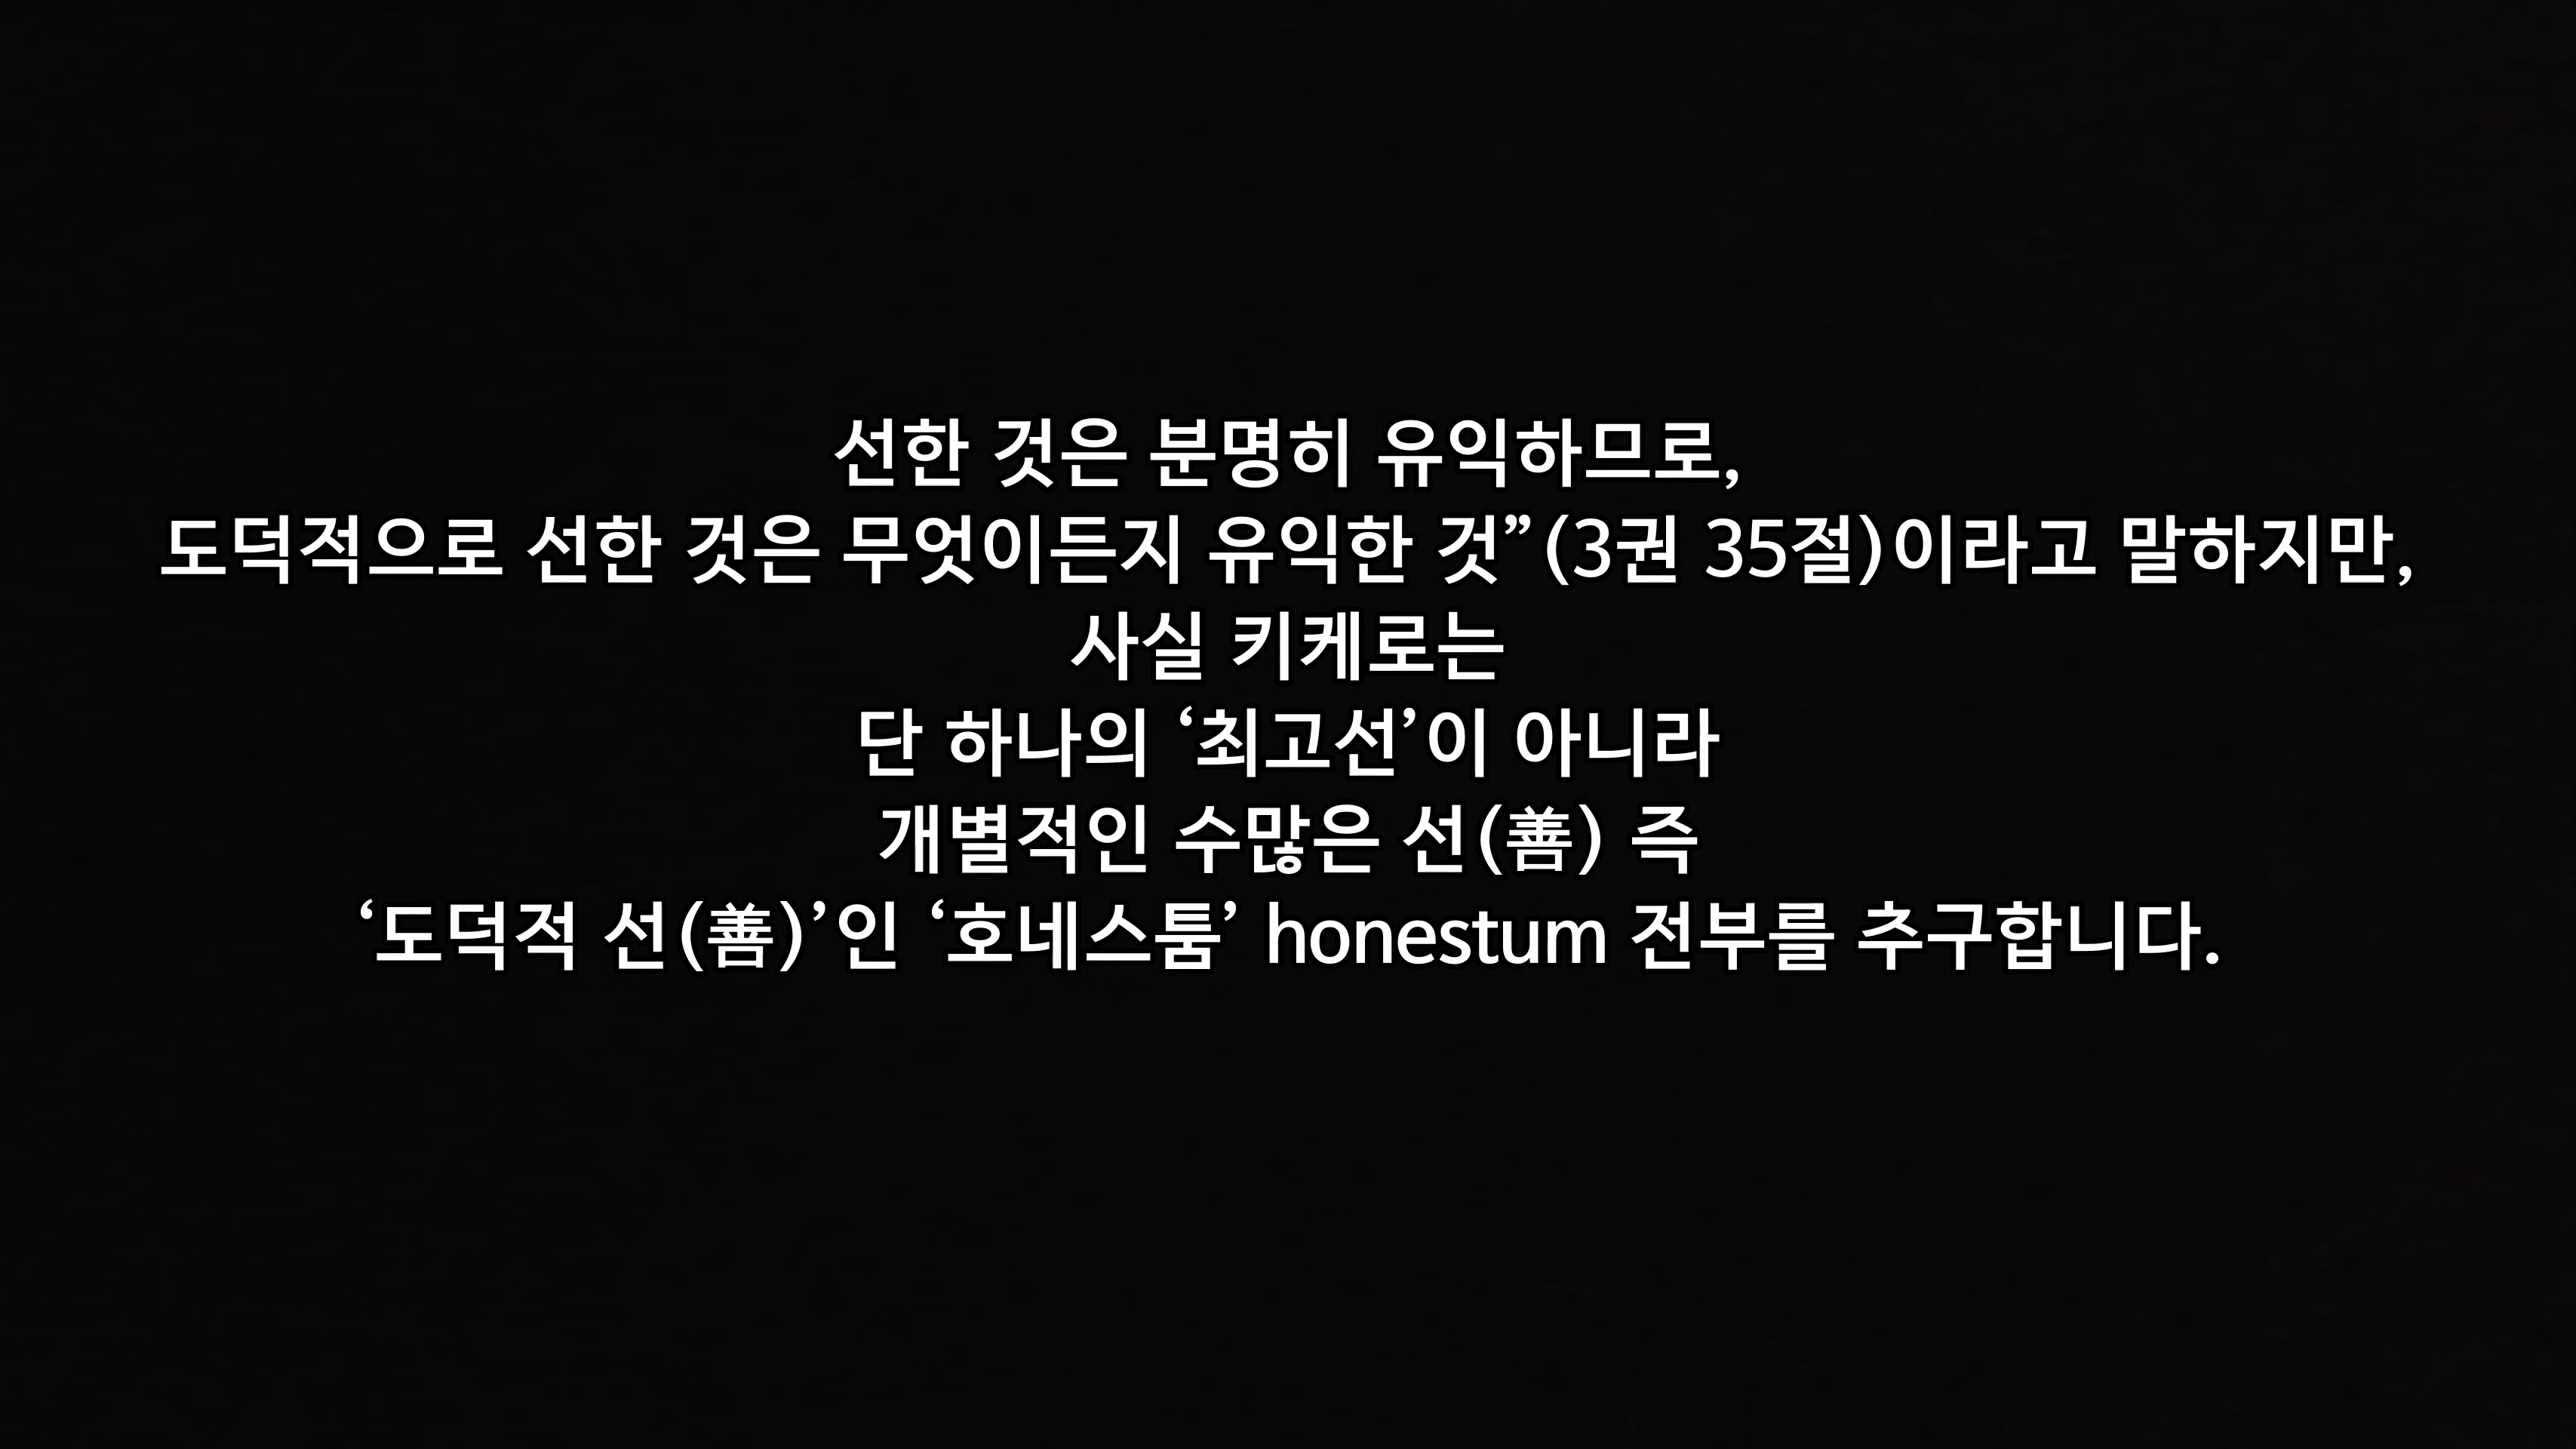 선한 것은 분명히 유익하므로,
도덕적으로 선한 것은 무엇이든지 유익한 것”(3권 35절)이라고 말하지만,
사실 키케로는
단 하나의 ‘최고선’이 아니라
개별적인 수많은 선(善) 즉
‘도덕적 선(善)’인 ‘호네스툼’ honestum 전부를 추구합니다.